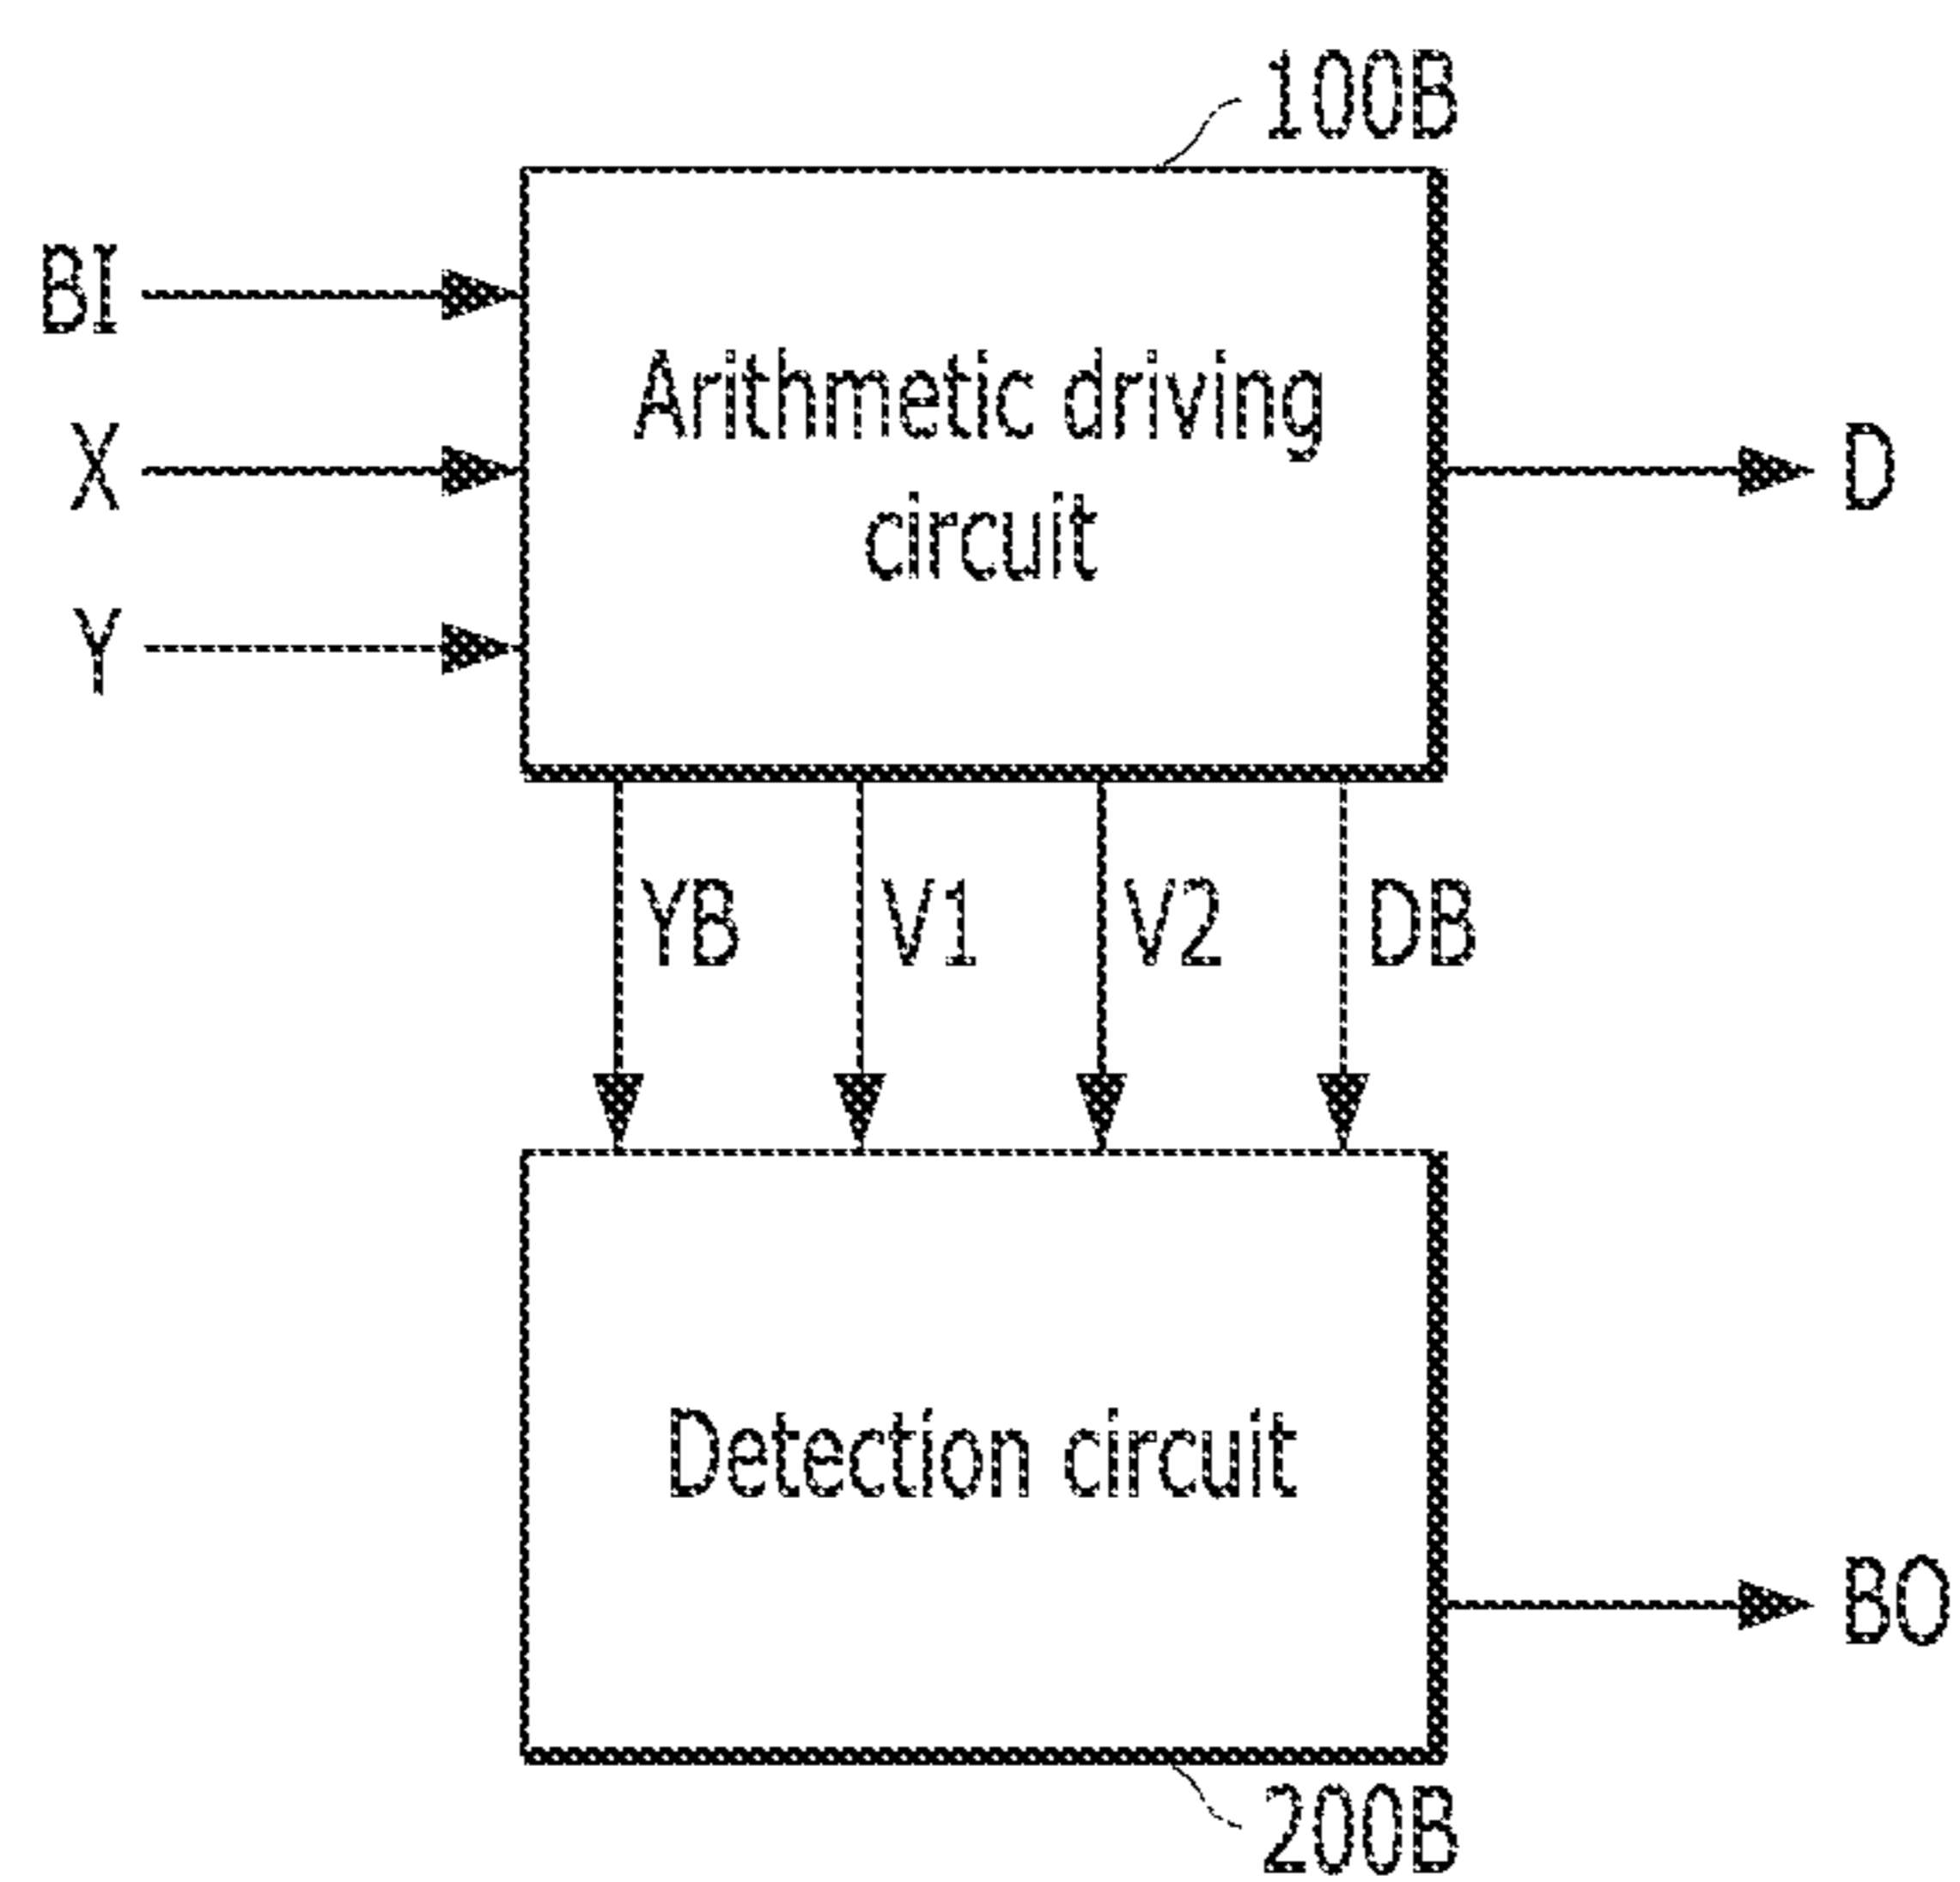 100B
BI
X
Y
Arithmetic driving
circuit
D
YB
V1
V2
DB
Detection circuit
BO
200B